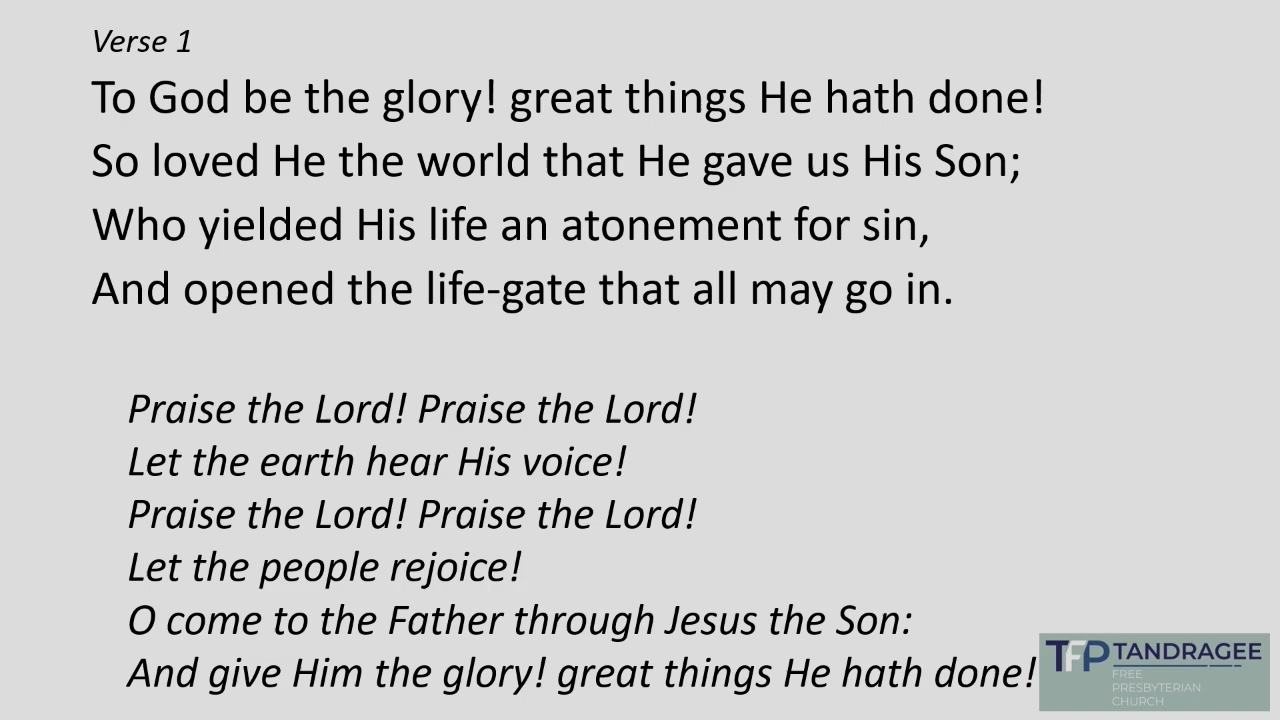 Verse 1
To God be the glory! great things He hath done!
So loved He the world that He gave us His Son;
Who yielded His life an atonement for sin,
And opened the life-gate that all may go in.
Praise the Lord! Praise the Lord!
Let the earth hear His voice!
Praise the Lord! Praise the Lord!
Let the people rejoice!
O come to the Father through Jesus the Son:
And give Him the glory! great things He hath done!
TFP TANDRAGEE
FREE
PRESBYTERIAN
CHURCH